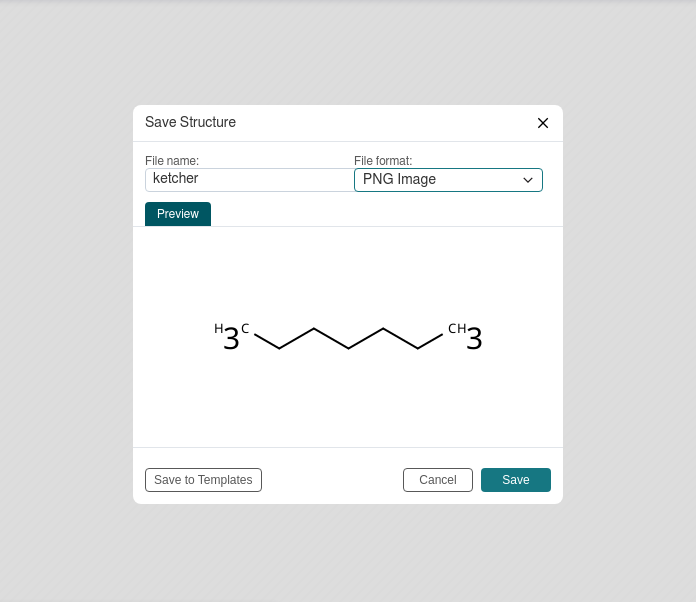 Save Structure
File name: File format:
ketcher PNG Image
Preview
H3C CH3
Save to Templates Cancel Save